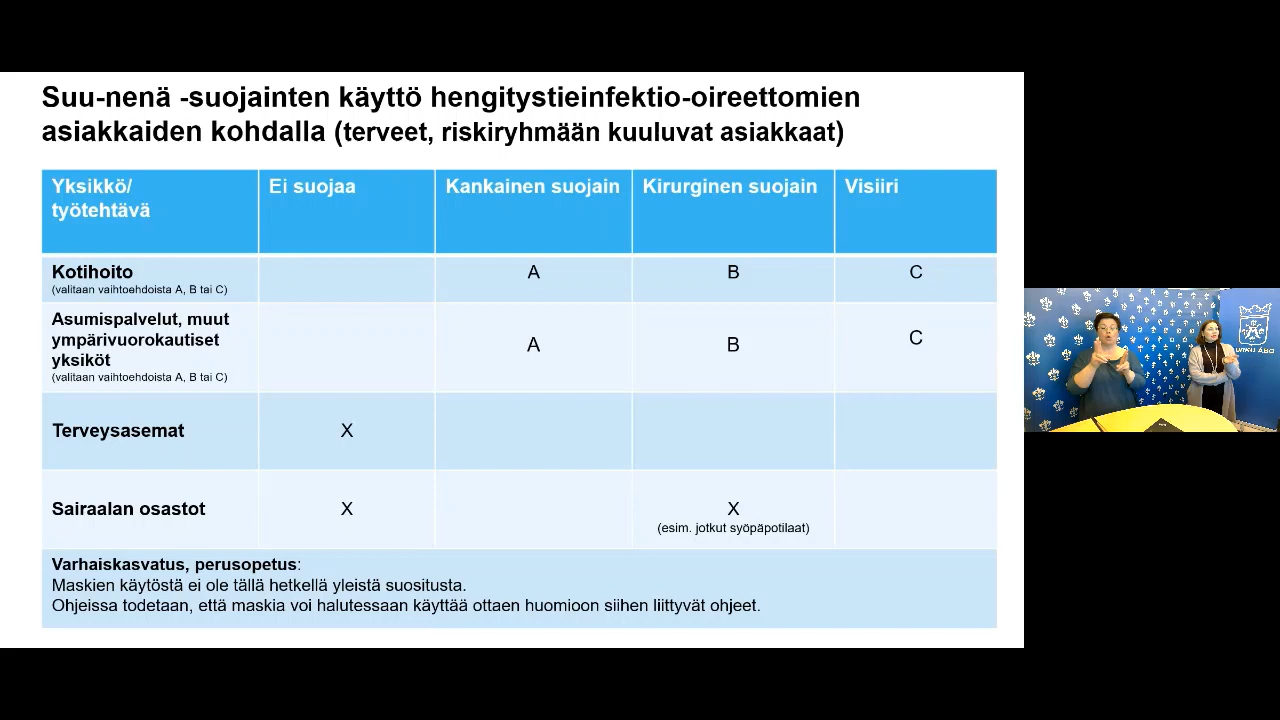 Suu-nenä -suojainten käyttö hengitystieinfektio-oireettomien
asiakkaiden kohdalla (terveet, riskiryhmään kuuluvat asiakkaat)
Yksikkö/ Ei suojaa Kankainen suojain Kirurginen suojain Visiiri
työtehtävä
Kotihoito A B C
(valitaan vaihtoehdoista A, B tai C)
Asumispalvelut, muut
ympärivuorokautiset A B C
yksiköt
(valitaan vaihtoehdoista A, B tai C)
Terveysasemat X
Sairaalan osastot X X
(esim. jotkut syöpäpotilaat)
Varhaiskasvatus, perusopetus:
Maskien käytöstä ei ole tällä hetkellä yleistä suositusta.
Ohjeissa todetaan, että maskia voi halutessaan käyttää ottaen huomioon siihen liittyvät ohjeet.